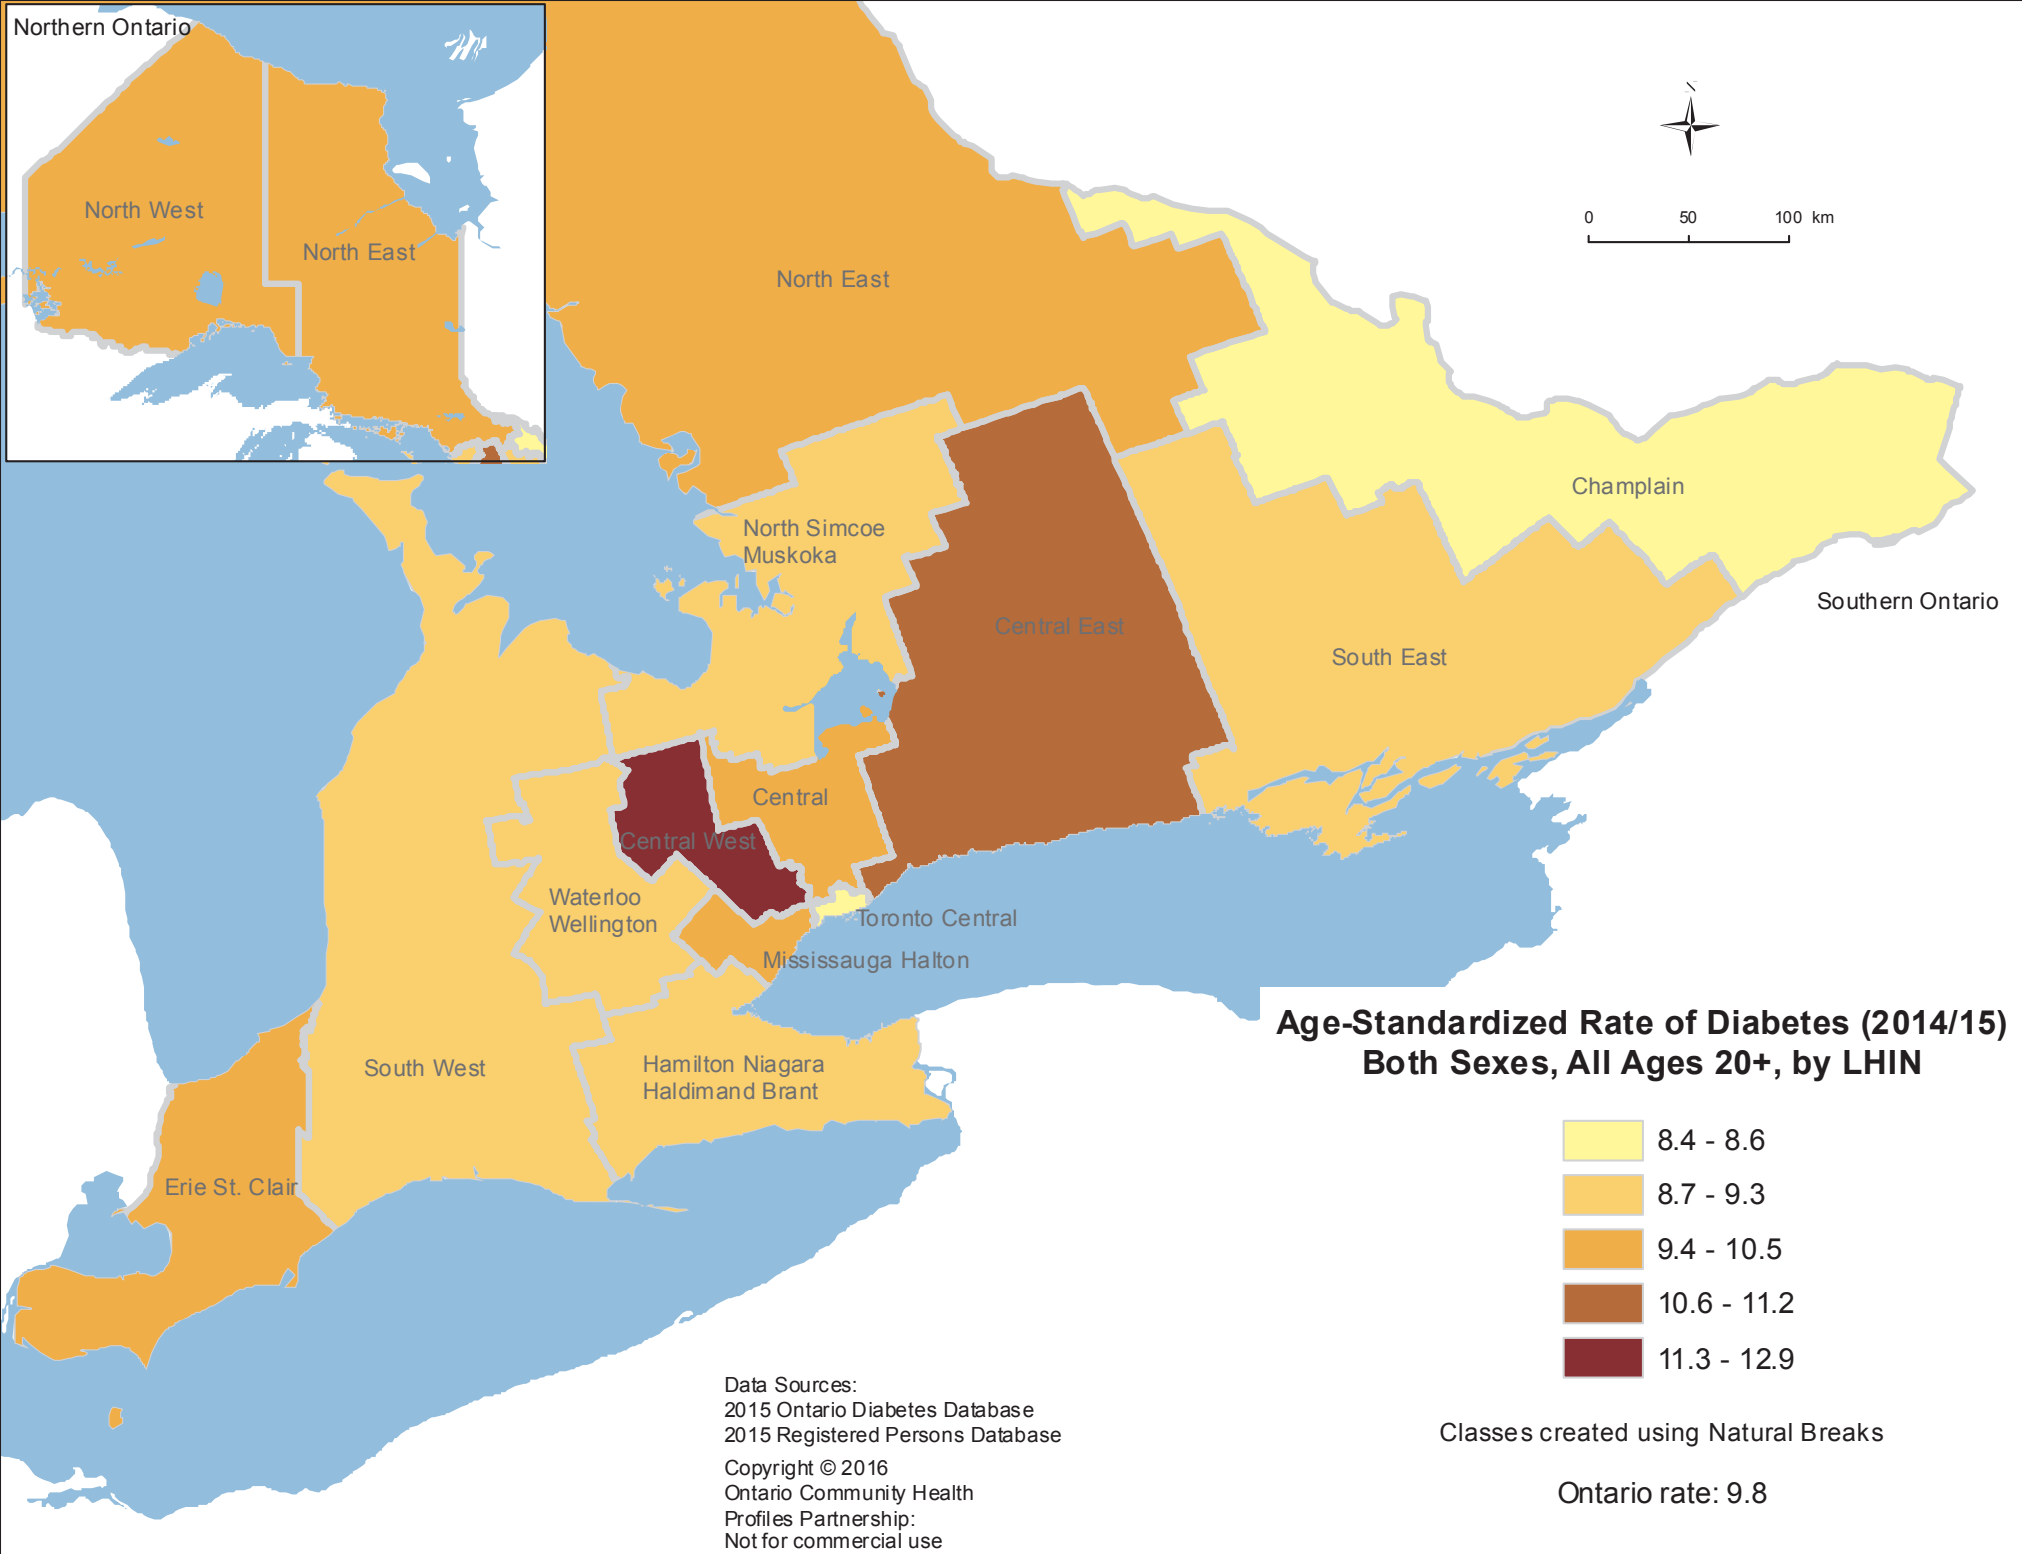 Northern Ontario
N
0 50 100 km
North West
North East
North East
Champlain
North Simcoe
Muskoka
Southern Ontario
Central East
South East
Central
Central West
Waterloo
Wellington
Toronto Central
Mississauga Halton
South West
Hamilton Niagara
Haldimand Brant
Erie St. Clair
Age-Standardized Rate of Diabetes (2014/15)
Both Sexes, All Ages 20+, by LHIN
8.4 - 8.6
8.7 - 9.3
9.4 - 10.5
10.6 - 11.2
11.3 - 12.9
Classes created using Natural Breaks
Ontario rate: 9.8
Data Sources:
2015 Ontario Diabetes Database
2015 Registered Persons Database
Copyright © 2016
Ontario Community Health
Profiles Partnership:
Not for commercial use